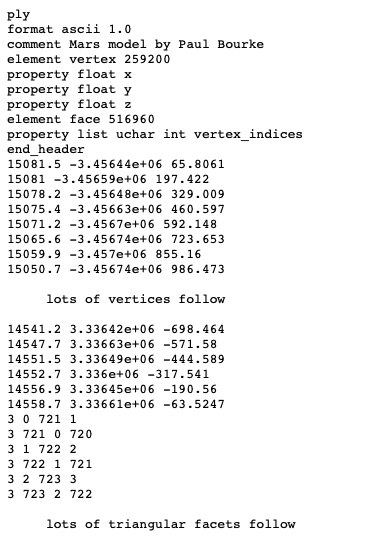 ply
format ascii 1.0
comment Mars model by Paul Bourke
element vertex 259200
property float x
property float y
property float z
element face 516960
property list uchar int vertex_indices
end_header
15081.5 -3.45644e+06 65.8061
15081 -3.45659e+06 197.422
15078.2 -3.45648e+06 329.009
15075.4 -3.45663e+06 460.597
15071.2 -3.4567e+06 592.148
15065.6 -3.45674e+06 723.653
15059.9 -3.457e+06 855.16
15050.7 -3.45674e+06 986.473
lots of vertices follow
14541.2 3.33642e+06 -698.464
14547.7 3.33663e+06 -571.58
14551.5 3.33649e+06 -444.589
14552.7 3.336e+06 -317.541
14556.9 3.33645e+06 -190.56
14558.7 3.33661e+06 -63.5247
3 0 721 1
3 721 0 720
3 1 722 2
3 722 1 721
3 2 723 3
3 723 2 722
lots of triangular facets follow